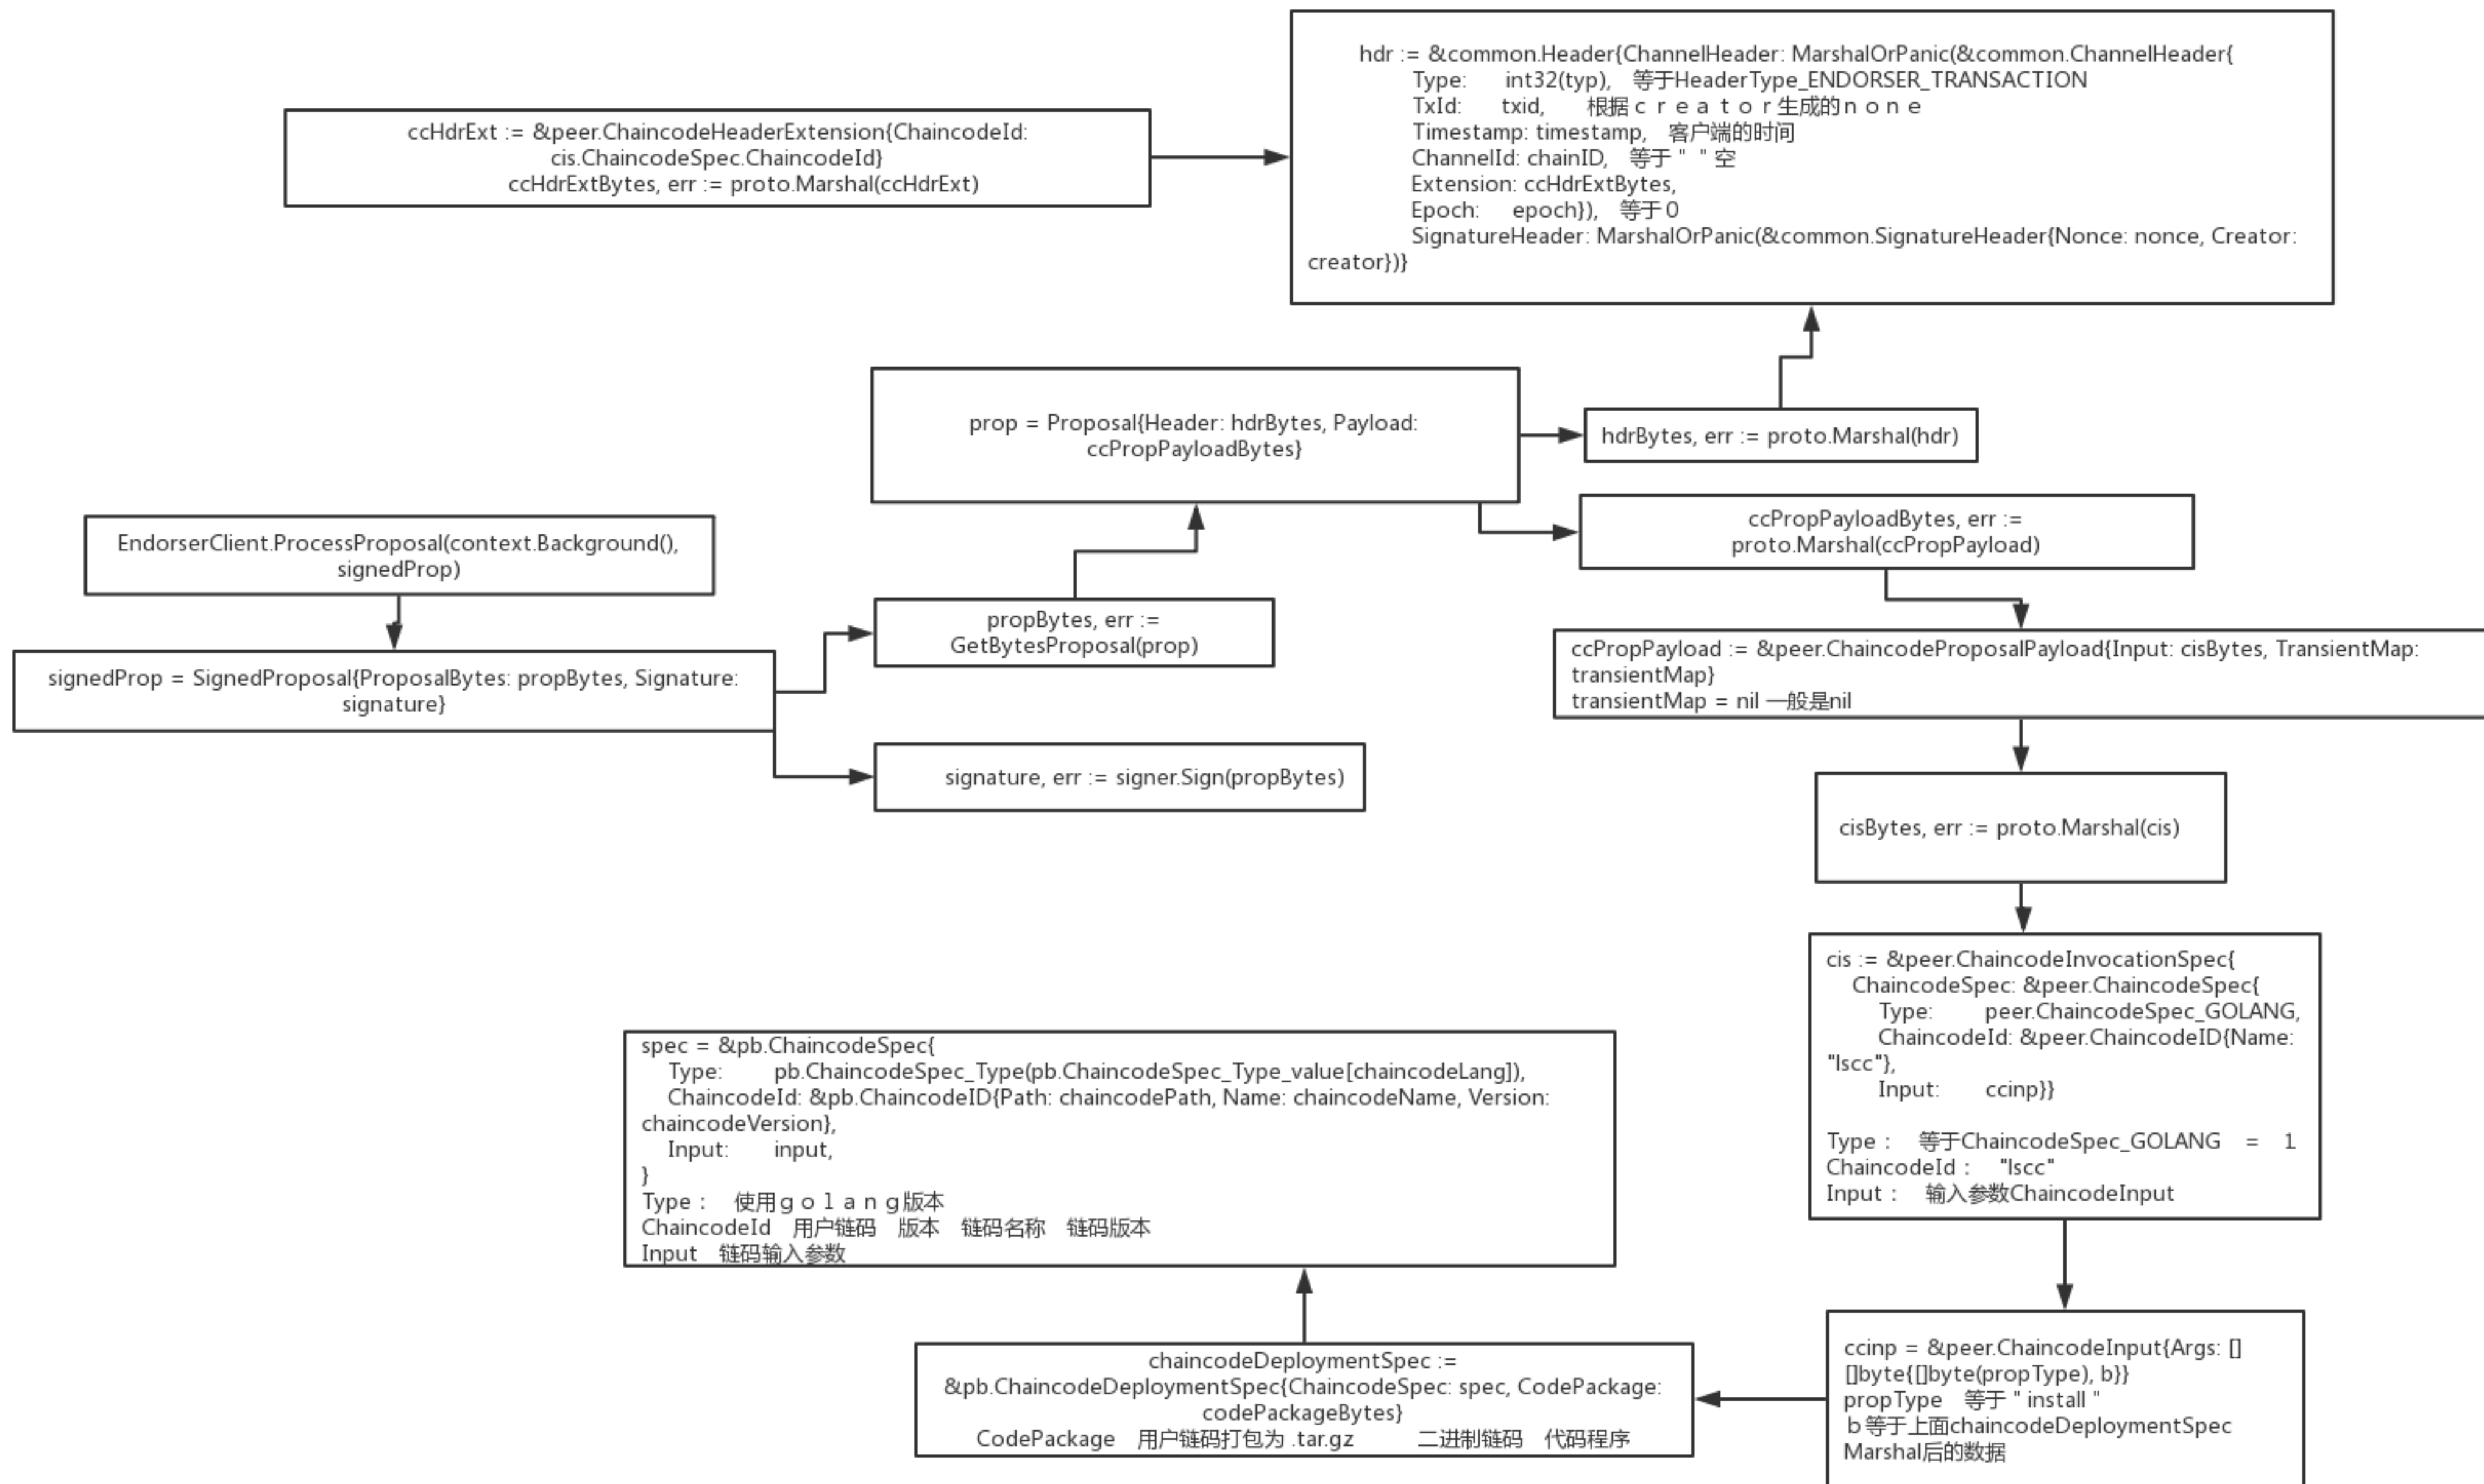 hdr := &common.Header{ChannelHeader: MarshalOrPanic(&common.ChannelHeader{
Type: int32(typ), 等于HeaderType_ENDORSER_TRANSACTION
TxId: txid, 根据ｃｒｅａｔｏｒ生成的ｎｏｎｅ
Timestamp: timestamp, 客户端的时间
ChannelId: chainID, 等于＂＂空
Extension: ccHdrExtBytes,
Epoch: epoch}), 等于０
SignatureHeader: MarshalOrPanic(&common.SignatureHeader{Nonce: nonce, Creator:
creator})}
ccHdrExt := &peer.ChaincodeHeaderExtension{ChaincodeId:
cis.ChaincodeSpec.ChaincodeId}
ccHdrExtBytes, err := proto.Marshal(ccHdrExt)
prop = Proposal{Header: hdrBytes, Payload:
ccPropPayloadBytes}
hdrBytes, err := proto.Marshal(hdr)
ccPropPayloadBytes, err :=
proto.Marshal(ccPropPayload)
EndorserClient.ProcessProposal(context.Background(),
signedProp)
propBytes, err :=
GetBytesProposal(prop)
signedProp = SignedProposal{ProposalBytes: propBytes, Signature:
signature}
ccPropPayload := &peer.ChaincodeProposalPayload{Input: cisBytes, TransientMap:
transientMap}
transientMap = nil 一般是nil
signature, err := signer.Sign(propBytes)
cisBytes, err := proto.Marshal(cis)
cis := &peer.ChaincodeInvocationSpec{
ChaincodeSpec: &peer.ChaincodeSpec{
Type: peer.ChaincodeSpec_GOLANG,
ChaincodeId: &peer.ChaincodeID{Name:
"lscc"},
Input: ccinp}}
Type： 等于ChaincodeSpec_GOLANG ＝ １
ChaincodeId： "lscc"
Input： 输入参数ChaincodeInput
spec = &pb.ChaincodeSpec{
Type: pb.ChaincodeSpec_Type(pb.ChaincodeSpec_Type_value[chaincodeLang]),
ChaincodeId: &pb.ChaincodeID{Path: chaincodePath, Name: chaincodeName, Version:
chaincodeVersion},
Input: input,
}
Type： 使用ｇｏｌａｎｇ版本
ChaincodeId 用户链码 版本 链码名称 链码版本
Input 链码输入参数
chaincodeDeploymentSpec :=
&pb.ChaincodeDeploymentSpec{ChaincodeSpec: spec, CodePackage:
codePackageBytes}
CodePackage 用户链码打包为 .tar.gz 二进制链码 代码程序
ccinp = &peer.ChaincodeInput{Args: []
[]byte{[]byte(propType), b}}
propType 等于＂install＂
ｂ等于上面chaincodeDeploymentSpec
Marshal后的数据